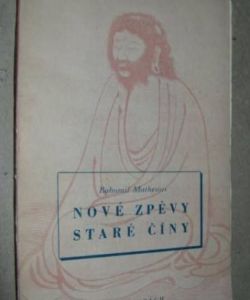 Bohumil Mathesius
NOVÉ ZPĚVY
STARÉ ČÍNY